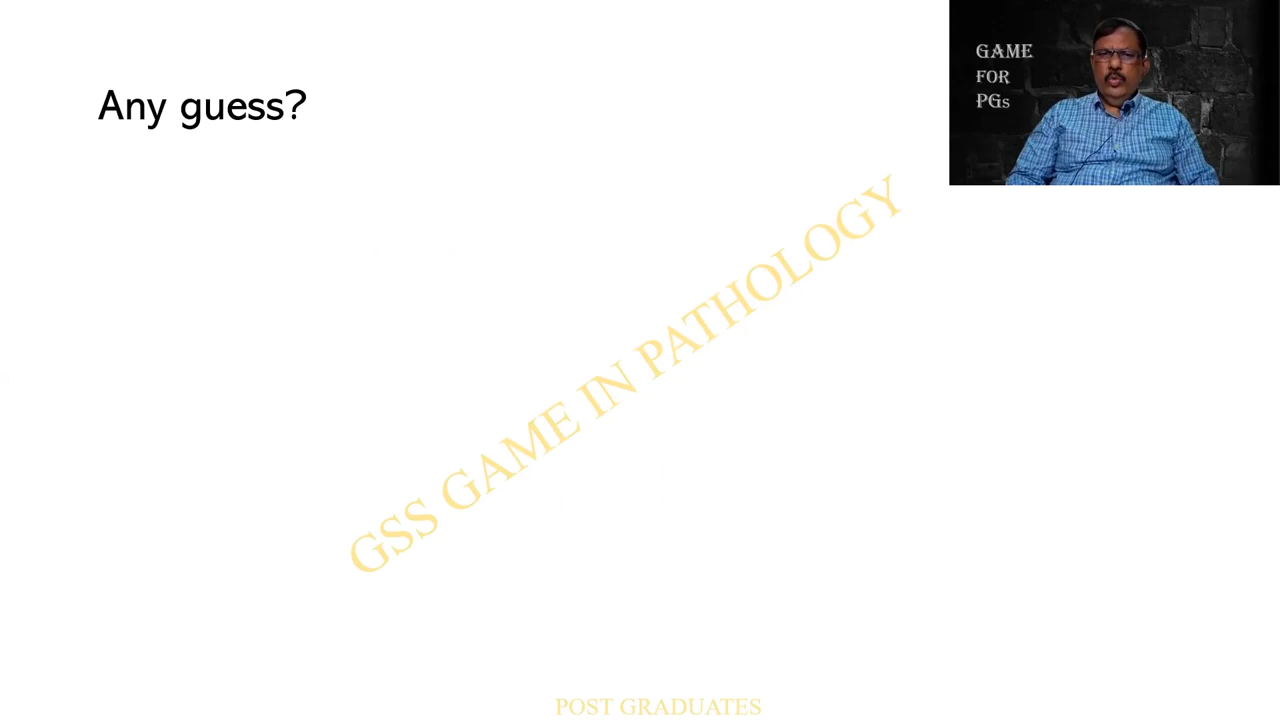 Any guess?
GAME
FOR
PGs
GSS GAME IN PATHOLOGY
POST GRADUATES